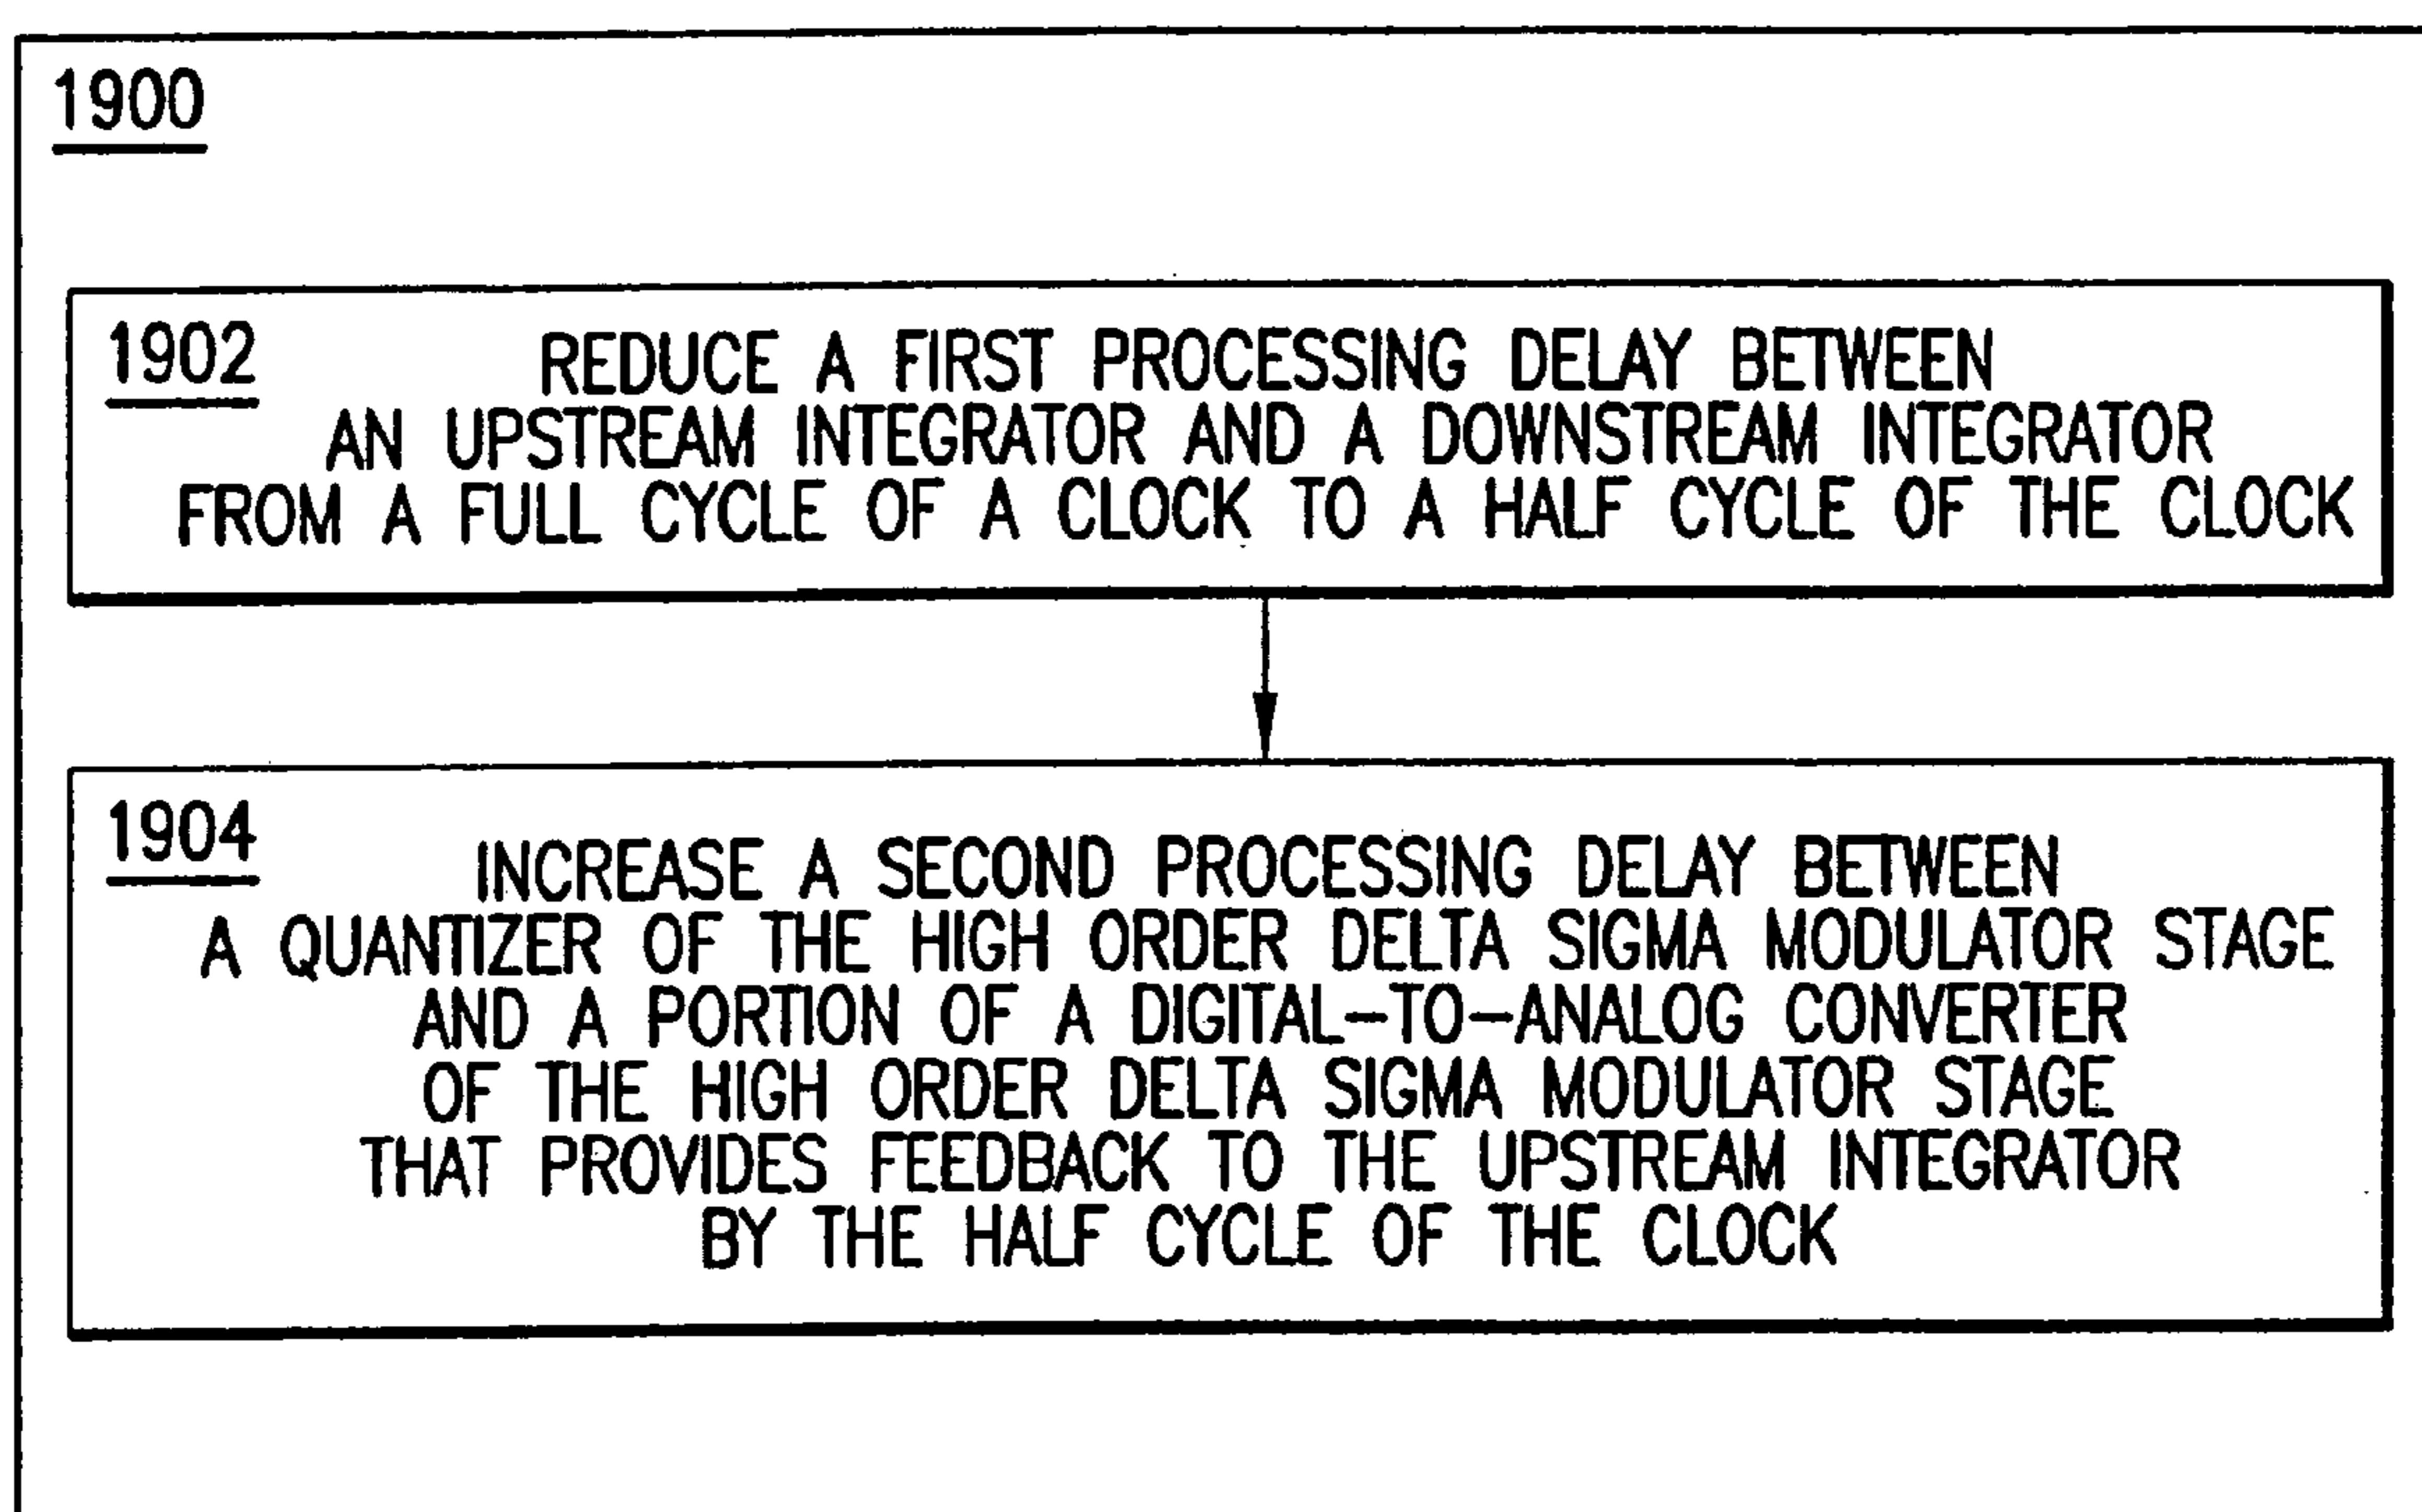 1900
1902
REDUCE A FIRST PROCESSING DELAY BETWEEN
AN UPSTREAM INTEGRATOR AND A DOWNSTREAM INTEGRATOR
FROM A FULL CYCLE OF A CLOCK TO A HALF CYCLE OF THE CLOCK
1904
INCREASE A SECOND PROCESSING DELAY BETWEEN
A QUANTIZER OF THE HIGH ORDER DELTA SIGMA MODULATOR STAGE
AND A PORTION OF A DIGITAL-TO-ANALOG CONVERTER
OF THE HIGH ORDER DELTA SIGMA MODULATOR STAGE
THAT PROVIDES FEEDBACK TO THE UPSTREAM INTEGRATOR
BY THE HALF CYCLE OF THE CLOCK